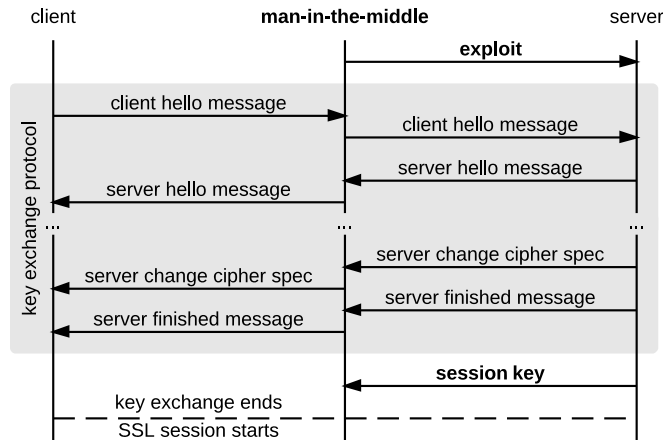 client man-in-the-middle server
exploit
client hello message
client hello message
server hello message
server hello message
key exchange protocol
... ... ...
server change cipher spec
server change cipher spec
server finished message
server finished message
session key
key exchange ends
SSL session starts